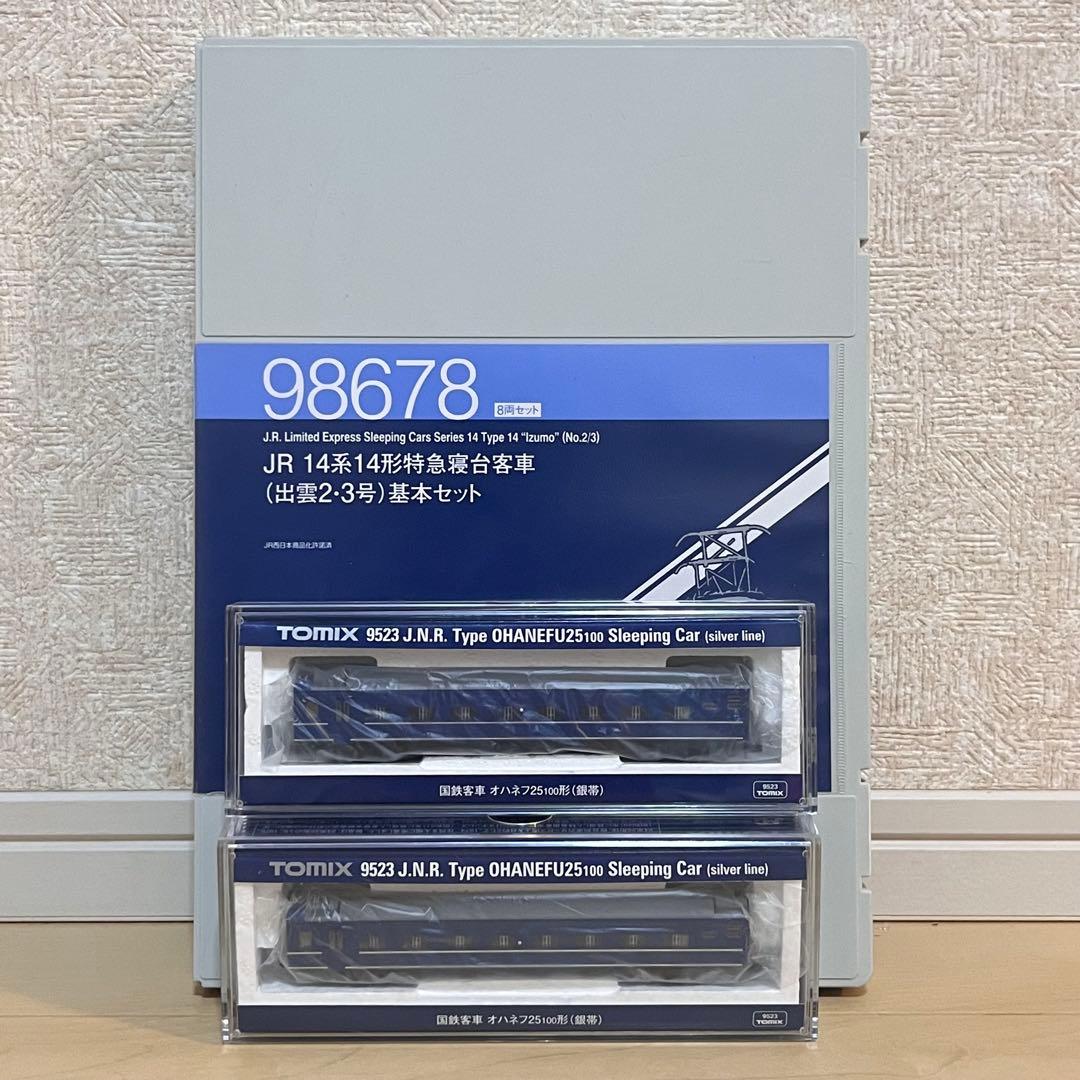 98678 8両セット
J.R. Limited Express Sleeping Cars Series 14 Type 14 “Izumo” (No.2/3)
JR 14系14形特急寝台客車
(出雲2・3号)基本セット
JR西日本商品化許諾済
TOMIX 9523 J.N.R. Type OHANEFU25100 Sleeping Car (silver line)
国鉄客車 オハネフ25100形(銀帯)
9523
TOMIX
TOMIX 9523 J.N.R. Type OHANEFU25100 Sleeping Car (silver line)
国鉄客車 オハネフ25100形(銀帯)
9523
TOMIX